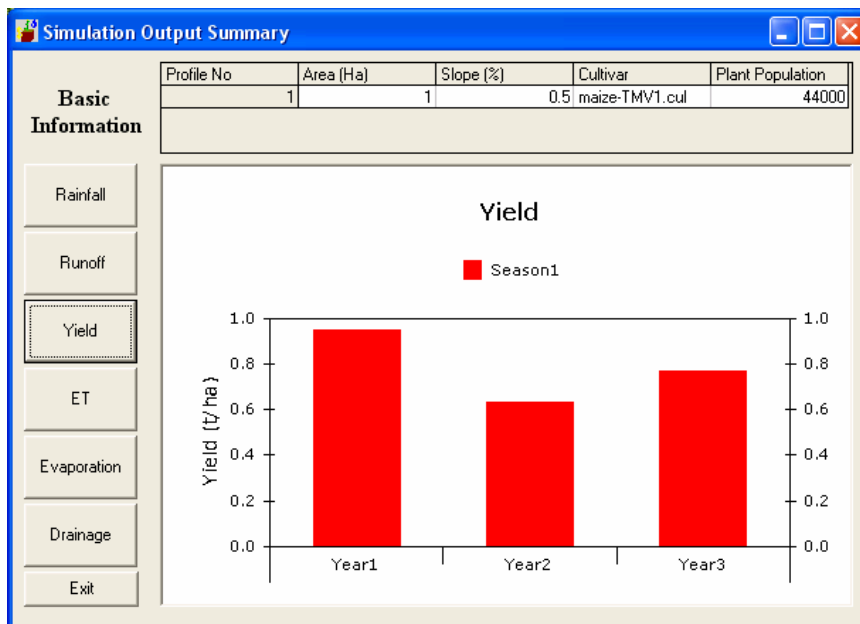 Simulation Output Summary
Basic
Information
Profile No Area (Ha) Slope (%) Cultivar Plant Population
1 1 0.5 maize-TMV1.cul 44000
Rainfall
Runoff
Yield
ET
Evaporation
Drainage
Exit
Yield
Season1
Yield (t/ha)
1.0 1.0
0.8 0.8
0.6 0.6
0.4 0.4
0.2 0.2
0.0 0.0
Year1 Year2 Year3